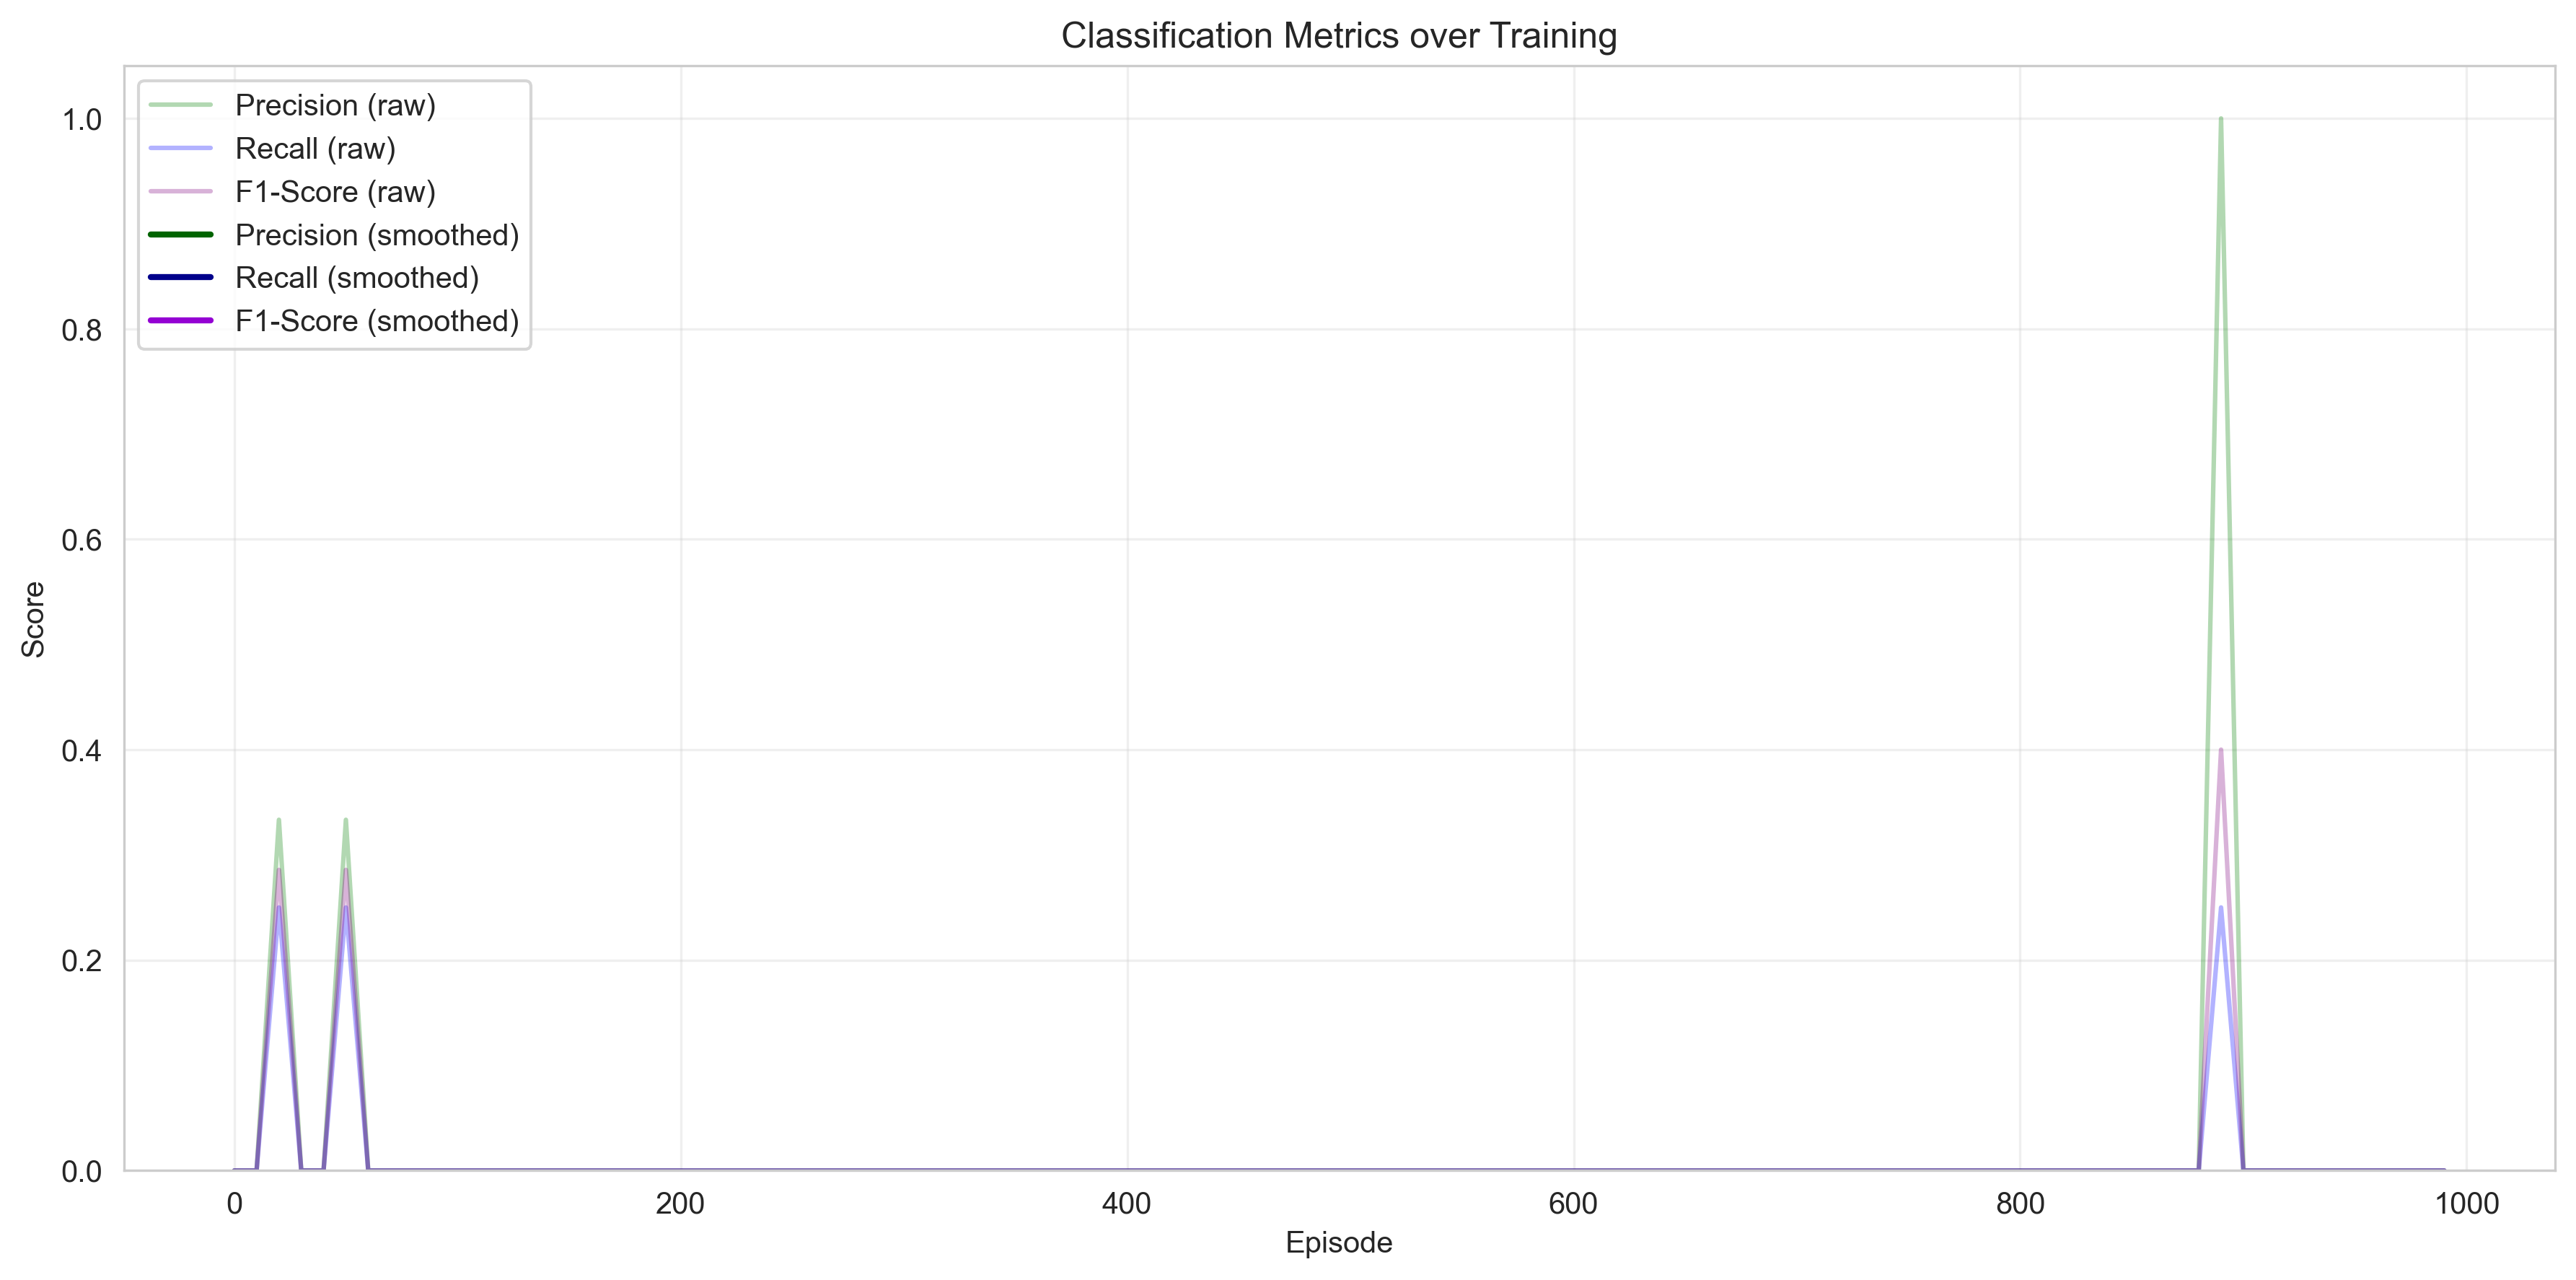 Classification Metrics over Training
Precision (raw)
Recall (raw)
F1-Score (raw)
Precision (smoothed)
Recall (smoothed)
F1-Score (smoothed)
1.0
0.8
0.6
0.4
0.2
0.0
Score
0 200 400 600 800 1000
Episode